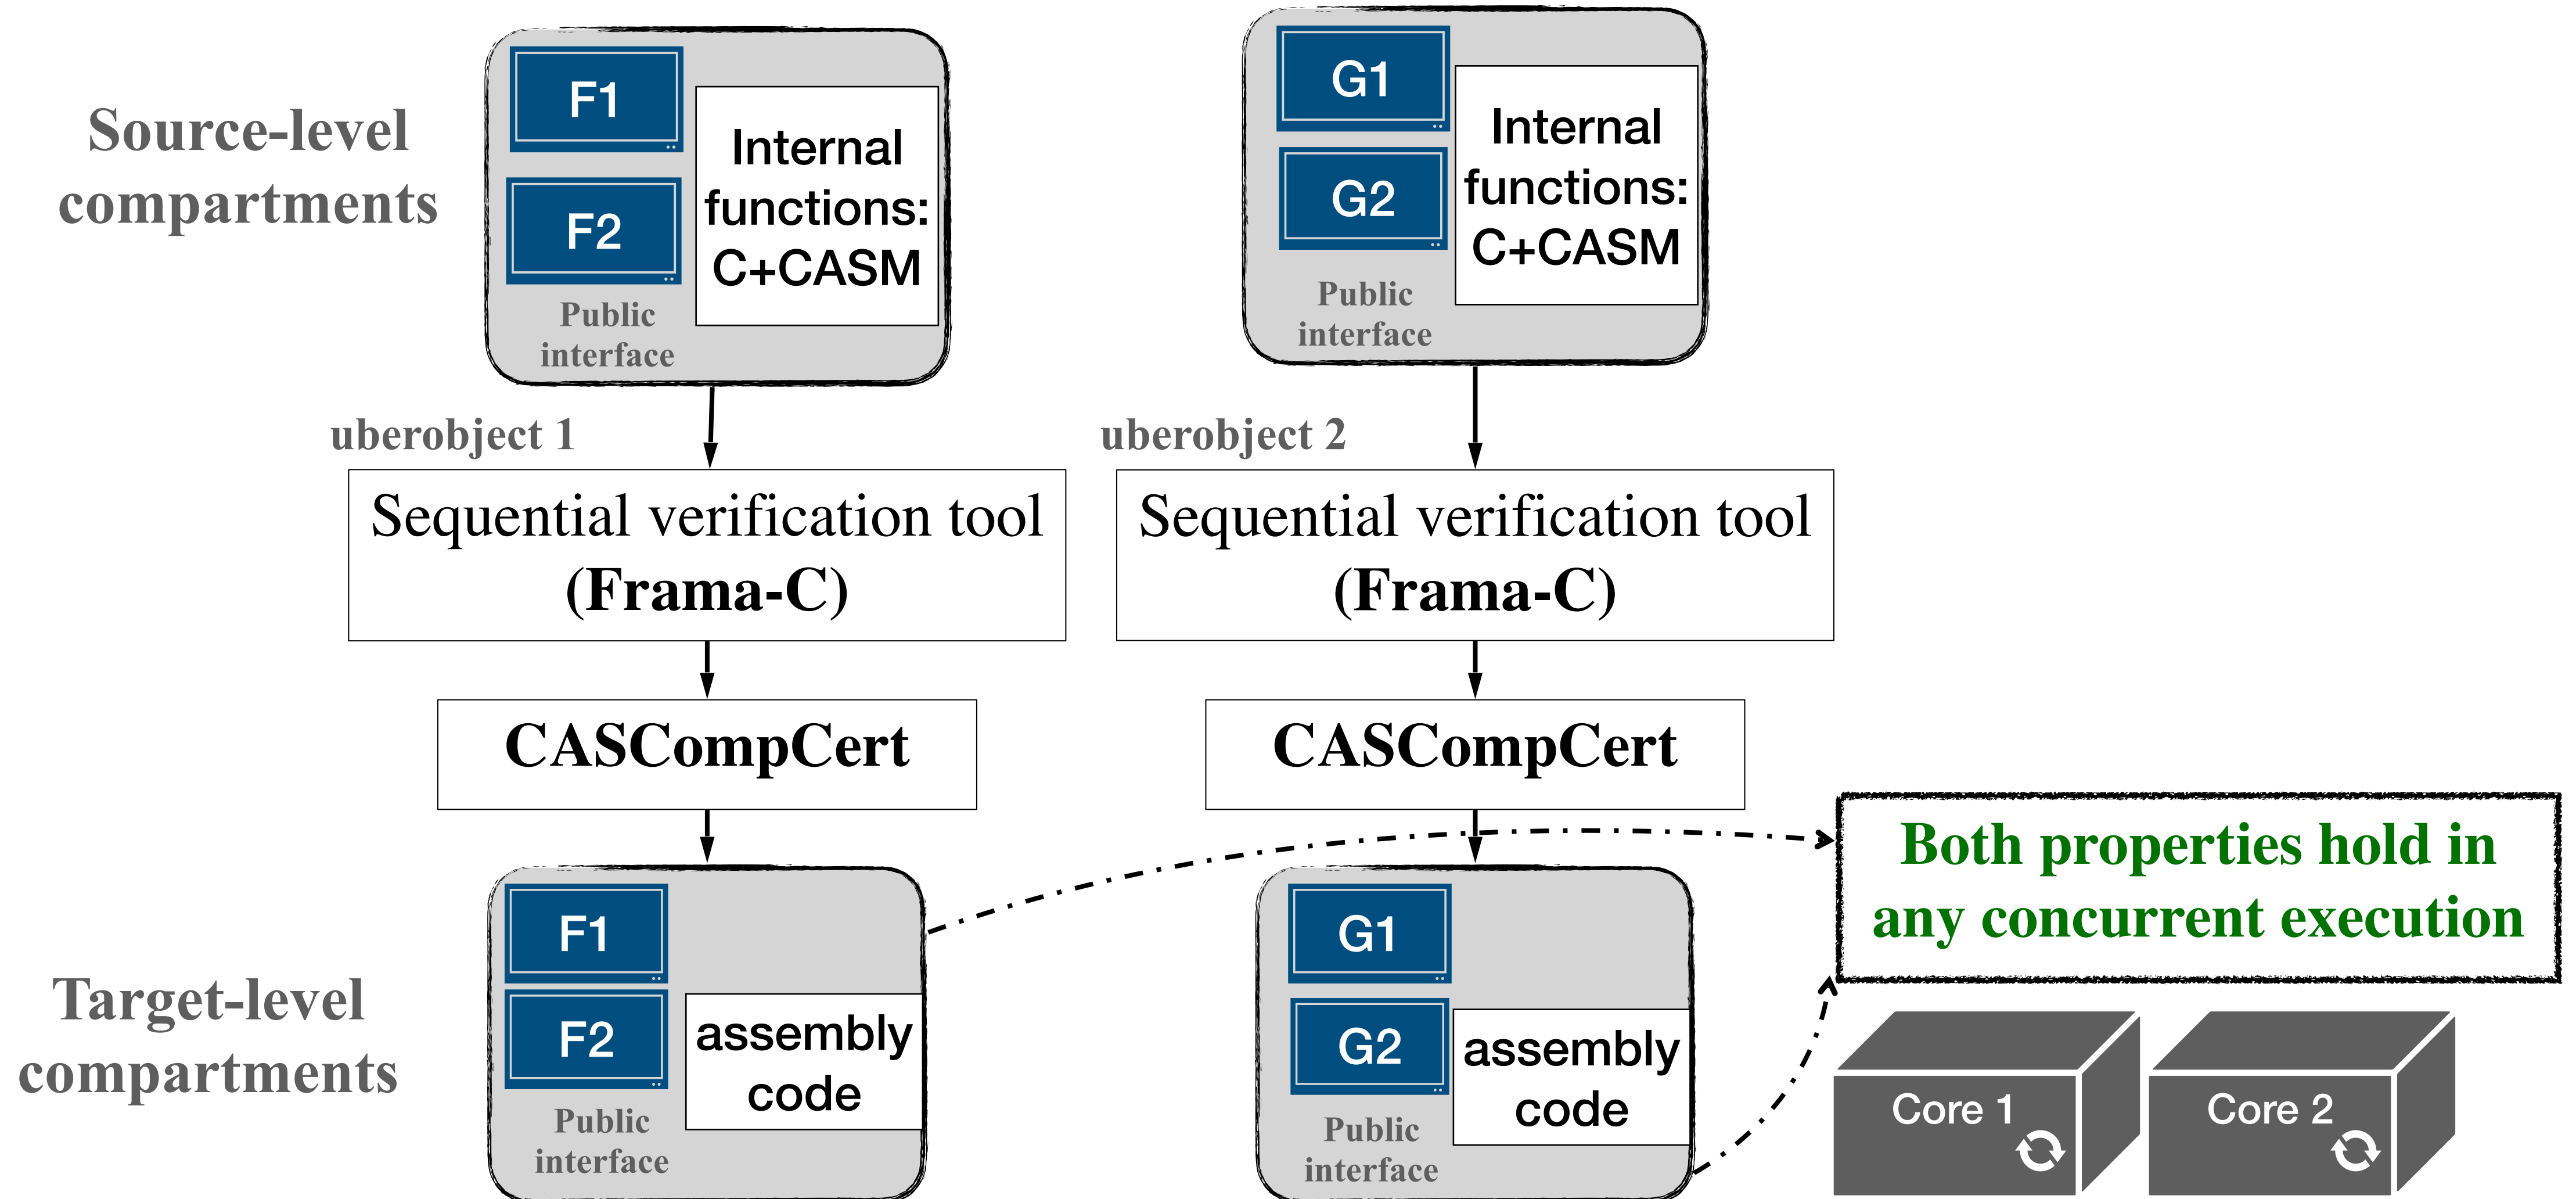 Source-level
compartments
F1
F2
Public
interface
Internal
functions:
C+CASM
G1
G2
Public
interface
Internal
functions:
C+CASM
uberobject 1
uberobject 2
Sequential verification tool
(Frama-C)
Sequential verification tool
(Frama-C)
CASCompCert
CASCompCert
Target-level
compartments
F1
F2
Public
interface
assembly
code
G1
G2
Public
interface
assembly
code
Both properties hold in
any concurrent execution
Core 1
Core 2